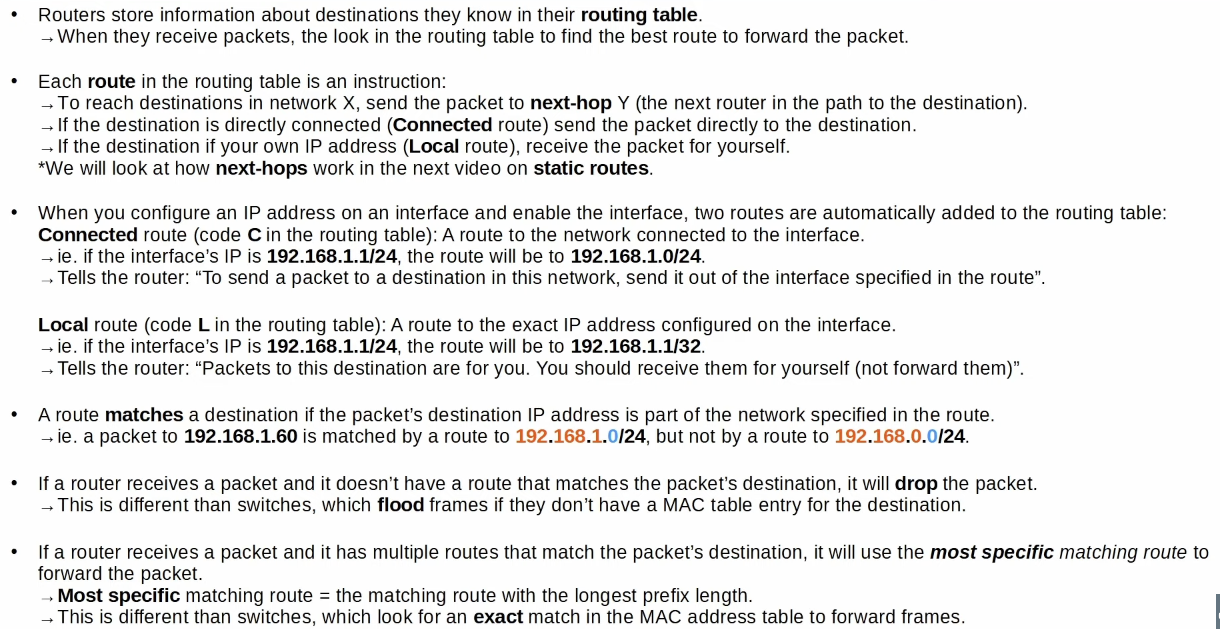 • Routers store information about destinations they know in their routing table.
→When they receive packets, the look in the routing table to find the best route to forward the packet.
• Each route in the routing table is an instruction:
→To reach destinations in network X, send the packet to next-hop Y (the next router in the path to the destination).
→If the destination is directly connected (Connected route) send the packet directly to the destination.
→If the destination if your own IP address (Local route), receive the packet for yourself.
*We will look at how next-hops work in the next video on static routes.
• When you configure an IP address on an interface and enable the interface, two routes are automatically added to the routing table:
Connected route (code C in the routing table): A route to the network connected to the interface.
→ie. if the interface's IP is 192.168.1.1/24, the route will be to 192.168.1.0/24.
→Tells the router: “To send a packet to a destination in this network, send it out of the interface specified in the route”.
Local route (code L in the routing table): A route to the exact IP address configured on the interface.
→ie. if the interface's IP is 192.168.1.1/24, the route will be to 192.168.1.1/32.
→Tells the router: “Packets to this destination are for you. You should receive them for yourself (not forward them)”.
• A route matches a destination if the packet's destination IP address is part of the network specified in the route.
→ie. a packet to 192.168.1.60 is matched by a route to 192.168.1.0/24, but not by a route to 192.168.0.0/24.
• If a router receives a packet and it doesn't have a route that matches the packet's destination, it will drop the packet.
→This is different than switches, which flood frames if they don't have a MAC table entry for the destination.
• If a router receives a packet and it has multiple routes that match the packet's destination, it will use the most specific matching route to
forward the packet.
→Most specific matching route = the matching route with the longest prefix length.
→This is different than switches, which look for an exact match in the MAC address table to forward frames.